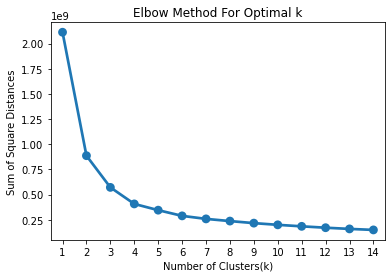 Elbow Method For Optimal k
1e9
2.00
1.75
1.50
1.25
1.00
0.75
0.50
0.25
Sum of Square Distances
1 2 3 4 5 6 7 8 9 10 11 12 13 14
Number of Clusters(k)